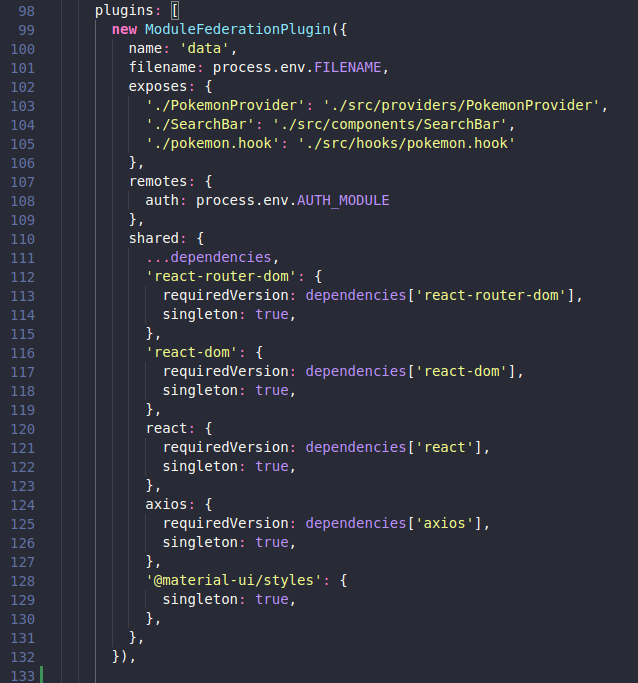 98 plugins: [
99 new ModuleFederationPlugin({
100 name: 'data',
101 filename: process.env.FILENAME,
102 exposes: {
103 './PokemonProvider': './src/providers/PokemonProvider',
104 './SearchBar': './src/components/SearchBar',
105 './pokemon.hook': './src/hooks/pokemon.hook'
106 },
107 remotes: {
108 auth: process.env.AUTH_MODULE
109 },
110 shared: {
111 ...dependencies,
112 'react-router-dom': {
113 requiredVersion: dependencies['react-router-dom'],
114 singleton: true,
115 },
116 'react-dom': {
117 requiredVersion: dependencies['react-dom'],
118 singleton: true,
119 },
120 react: {
121 requiredVersion: dependencies['react'],
122 singleton: true,
123 },
124 axios: {
125 requiredVersion: dependencies['axios'],
126 singleton: true,
127 },
128 '@material-ui/styles': {
129 singleton: true,
130 },
131 },
132 }),
133